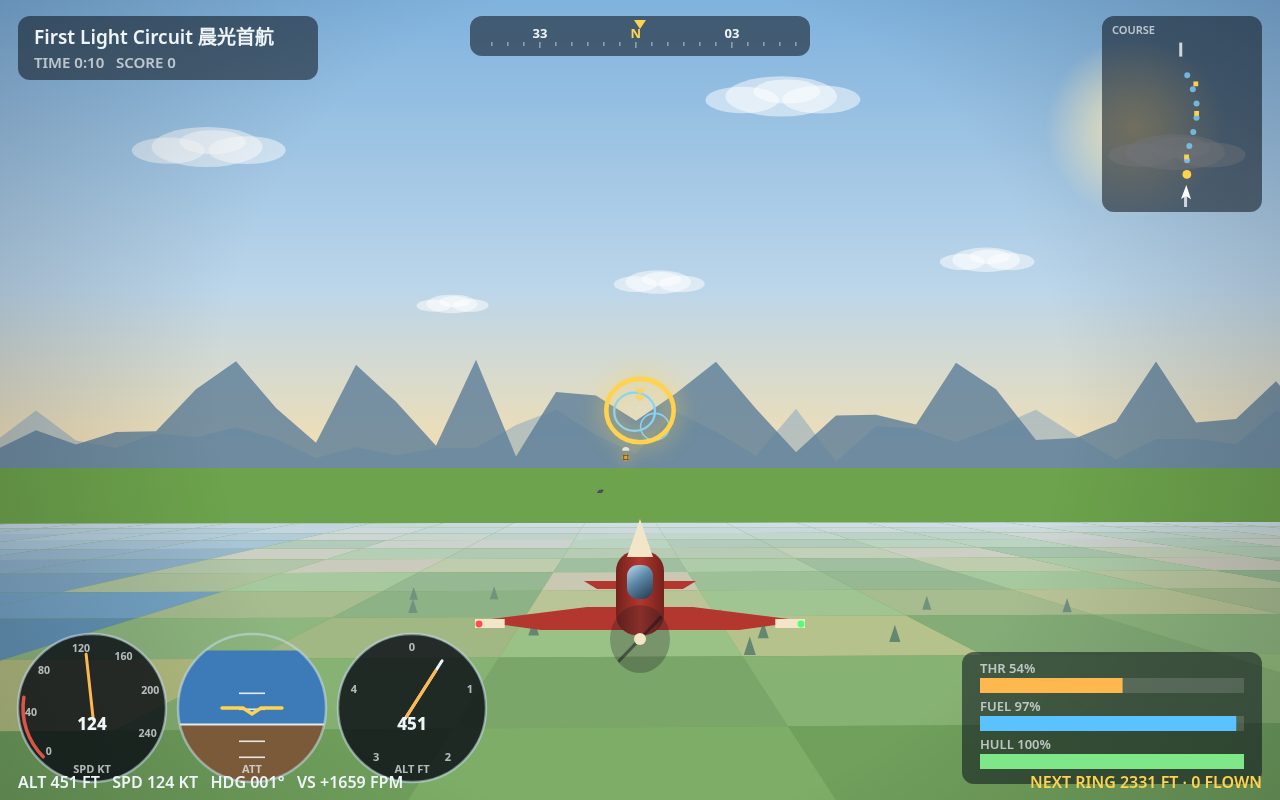 First Light Circuit 晨光首航
TIME 0:10 SCORE 0
33 N 03
COURSE
0 40 80 120 160 200 240
124
SPD KT
ATT
0 1 2 3 4
451
ALT FT
THR 54%
FUEL 97%
HULL 100%
ALT 451 FT SPD 124 KT HDG 001° VS +1659 FPM
NEXT RING 2331 FT · 0 FLOWN